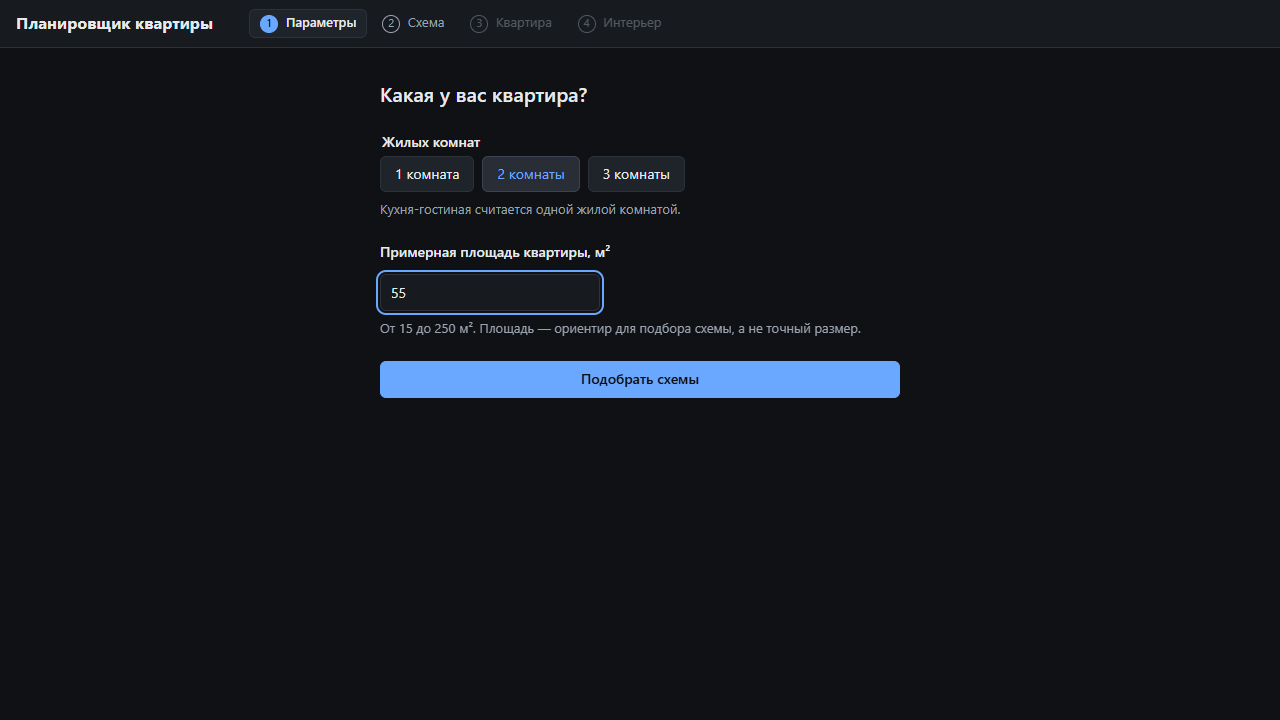 Планировщик квартиры
1 Параметры
2 Схема
3 Квартира
4 Интерьер
Какая у вас квартира?
Жилых комнат
1 комната
2 комнаты
3 комнаты
Кухня-гостиная считается одной жилой комнатой.
Примерная площадь квартиры, м²
55
От 15 до 250 м². Площадь — ориентир для подбора схемы, а не точный размер.
Подобрать схемы